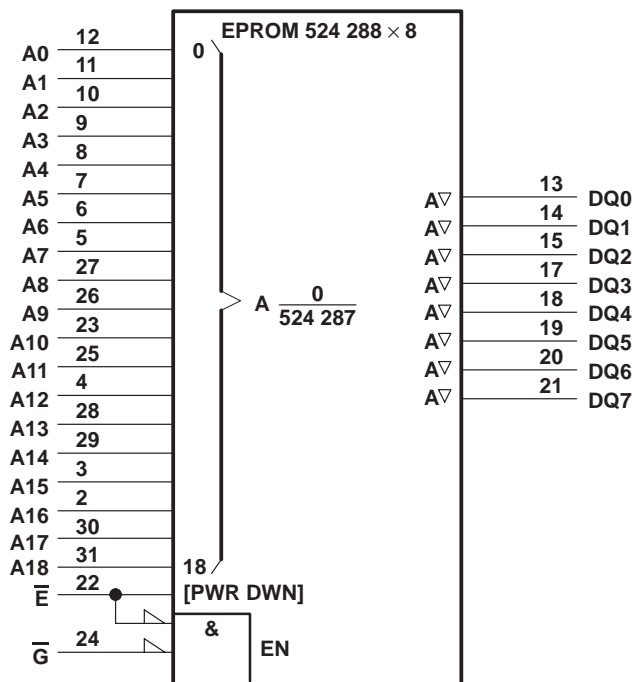 EPROM 524 288 × 8
A0 12 0
A1 11
A2 10
A3 9
A4 8
A5 7
A6 6
A7 5
A8 27
A9 26
A10 23
A11 25
A12 4
A13 28
A14 29
A15 3
A16 2
A17 30
A18 31 18
E̅ 22 [PWR DWN]
&
G̅ 24 EN
A 0
524 287
A▽ 13 DQ0
A▽ 14 DQ1
A▽ 15 DQ2
A▽ 17 DQ3
A▽ 18 DQ4
A▽ 19 DQ5
A▽ 20 DQ6
A▽ 21 DQ7